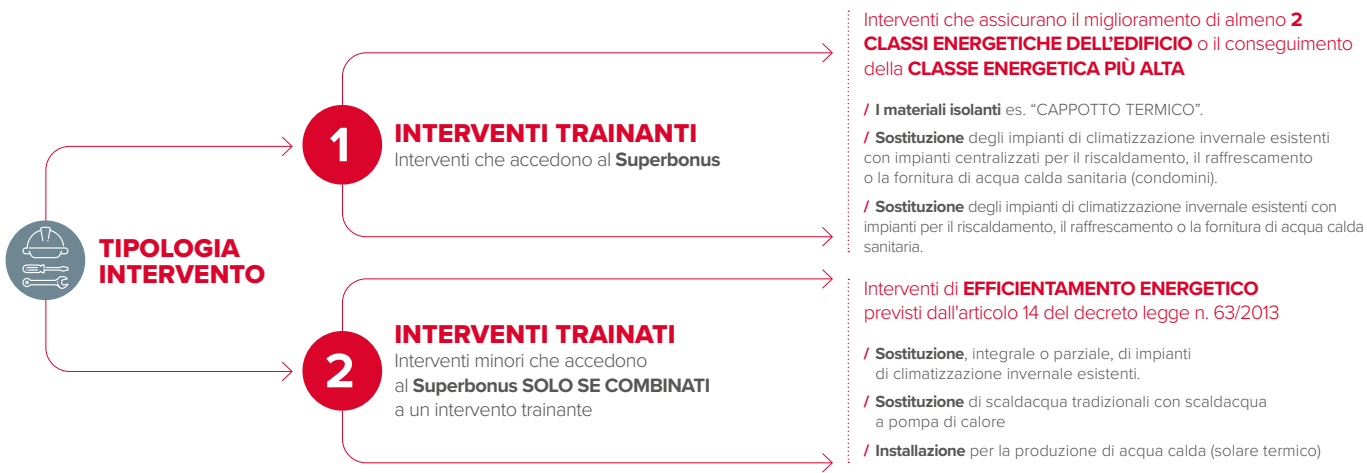 TIPOLOGIA
INTERVENTO
1
INTERVENTI TRAINANTI
Interventi che accedono al Superbonus
Interventi che assicurano il miglioramento di almeno 2
CLASSI ENERGETICHE DELL'EDIFICIO o il conseguimento
della CLASSE ENERGETICA PIÙ ALTA
/ I materiali isolanti es. “CAPPOTTO TERMICO”.
/ Sostituzione degli impianti di climatizzazione invernale esistenti
con impianti centralizzati per il riscaldamento, il raffrescamento
o la fornitura di acqua calda sanitaria (condomini).
/ Sostituzione degli impianti di climatizzazione invernale esistenti con
impianti per il riscaldamento, il raffrescamento o la fornitura di acqua calda
sanitaria.
2
INTERVENTI TRAINATI
Interventi minori che accedono
al Superbonus SOLO SE COMBINATI
a un intervento trainante
Interventi di EFFICIENTAMENTO ENERGETICO
previsti dall'articolo 14 del decreto legge n. 63/2013
/ Sostituzione, integrale o parziale, di impianti
di climatizzazione invernale esistenti.
/ Sostituzione di scaldacqua tradizionali con scaldacqua
a pompa di calore
/ Installazione per la produzione di acqua calda (solare termico)